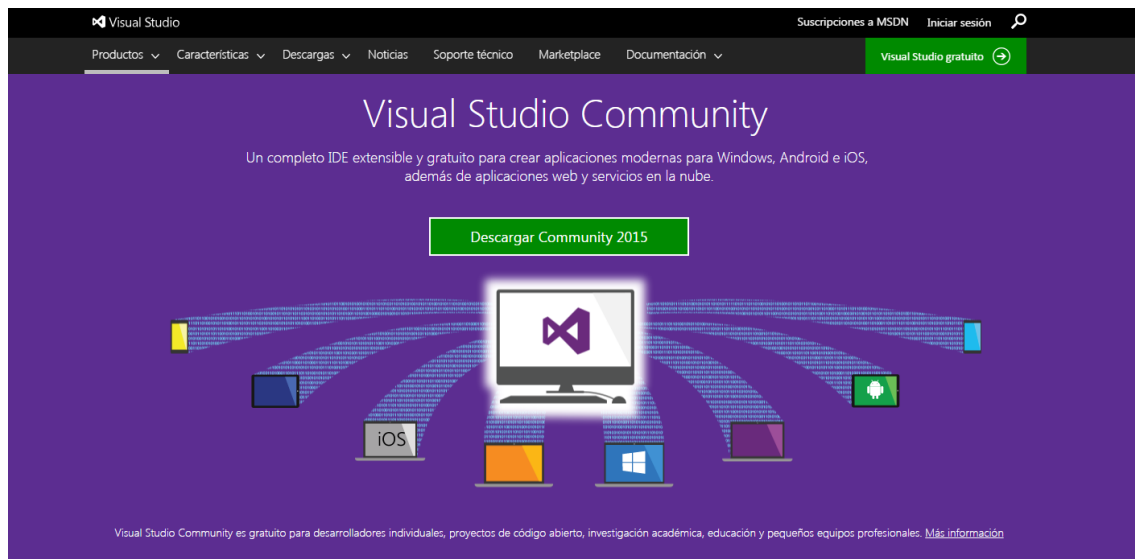 Visual Studio
Suscripciones a MSDN Iniciar sesión
Productos Características Descargas Noticias Soporte técnico Marketplace Documentación Visual Studio gratuito
Visual Studio Community
Un completo IDE extensible y gratuito para crear aplicaciones modernas para Windows, Android e iOS,
además de aplicaciones web y servicios en la nube.
Descargar Community 2015
iOS
Visual Studio Community es gratuito para desarrolladores individuales, proyectos de código abierto, investigación académica, educación y pequeños equipos profesionales. Más información